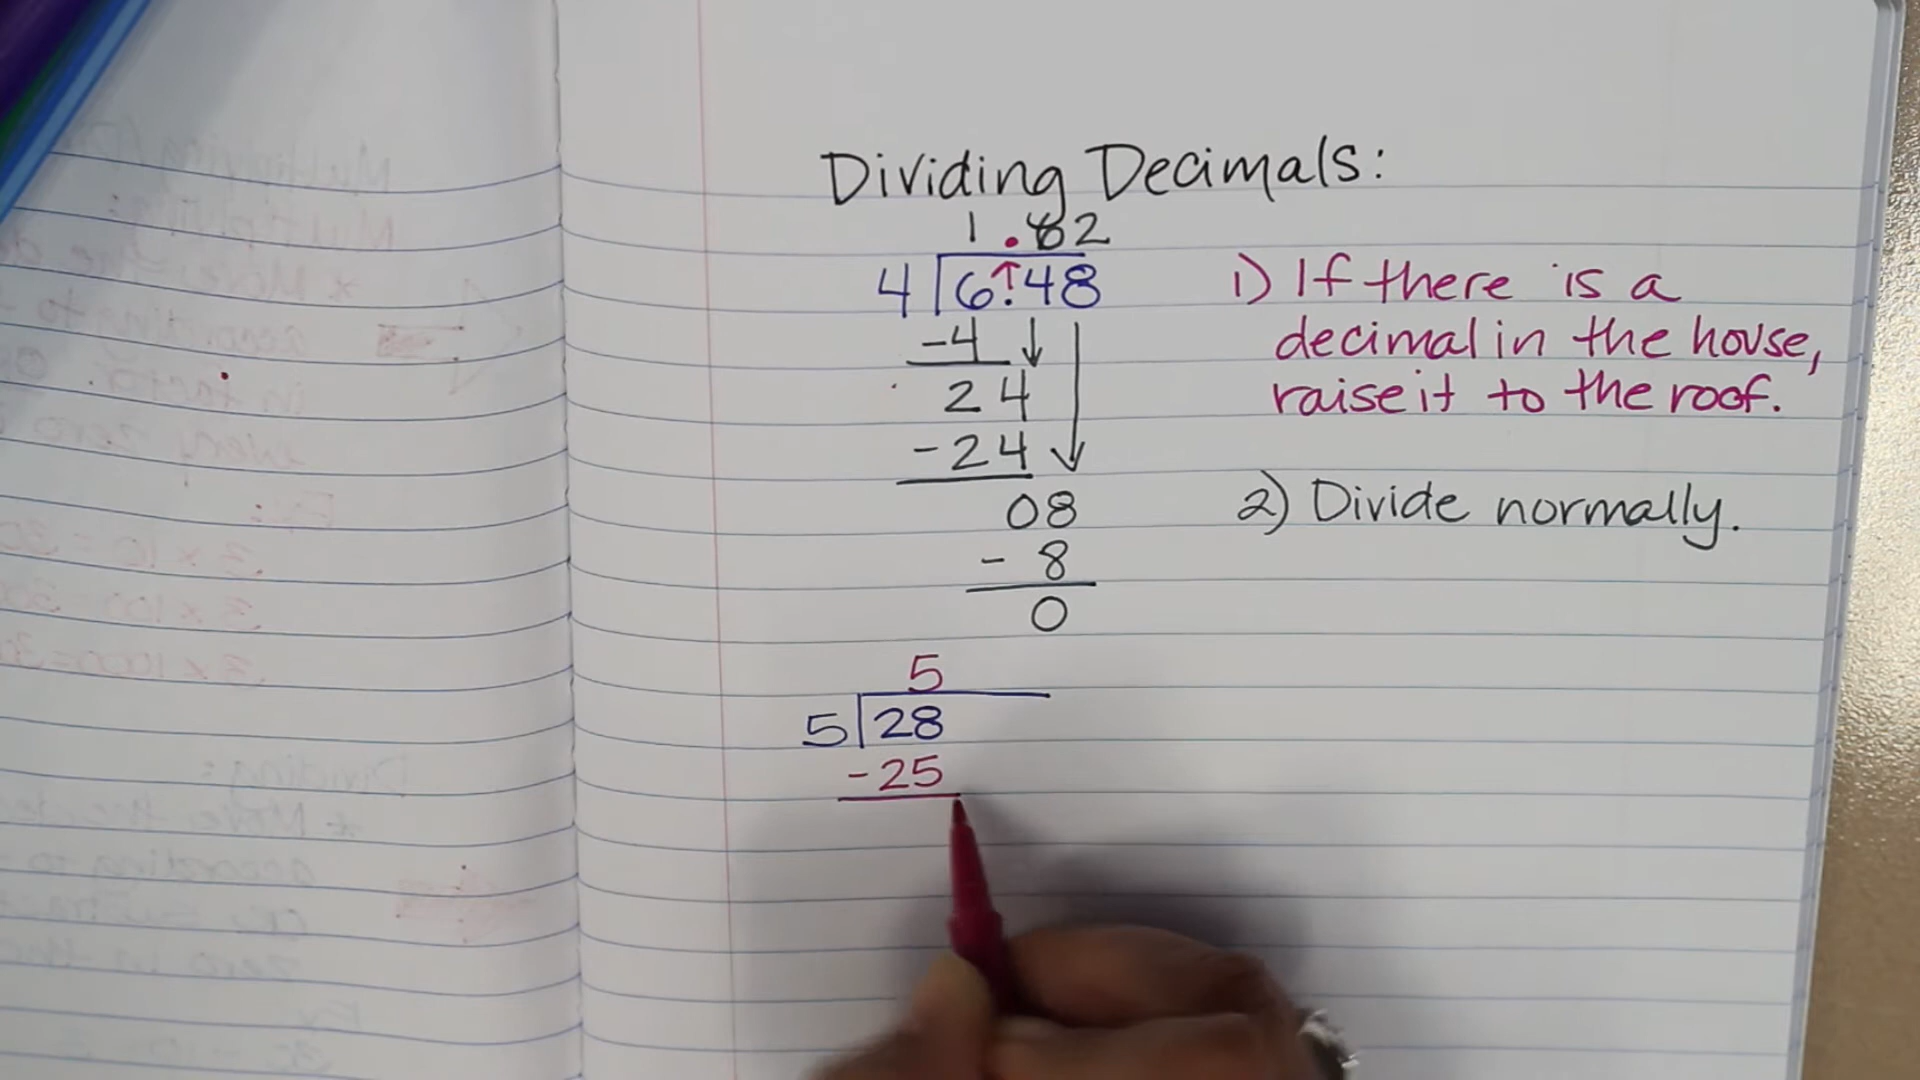 Dividing Decimals:
1.82
4 6.48
-4
24
-24
08
- 8
0
1) If there is a
decimal in the house,
raise it to the roof.
2) Divide normally.
5
5 28
-25